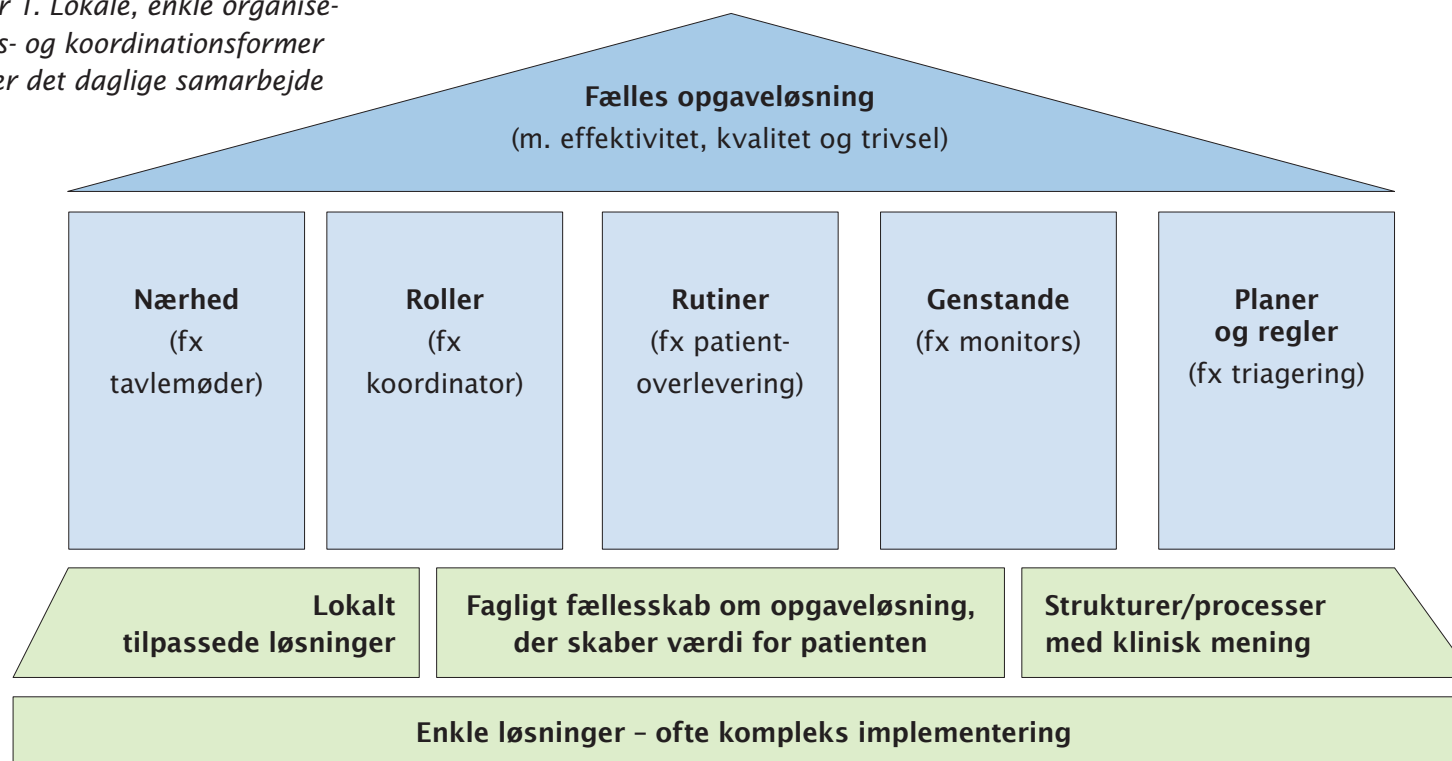 r 1. Lokale, enkle organise-
s- og koordinationsformer
er det daglige samarbejde
Fælles opgaveløsning
(m. effektivitet, kvalitet og trivsel)
Nærhed
(fx
tavlemøder)
Roller
(fx
koordinator)
Rutiner
(fx patient-
overlevering)
Genstande
(fx monitors)
Planer
og regler
(fx triagering)
Lokalt
tilpassede løsninger
Fagligt fællesskab om opgaveløsning,
der skaber værdi for patienten
Strukturer/processer
med klinisk mening
Enkle løsninger – ofte kompleks implementering